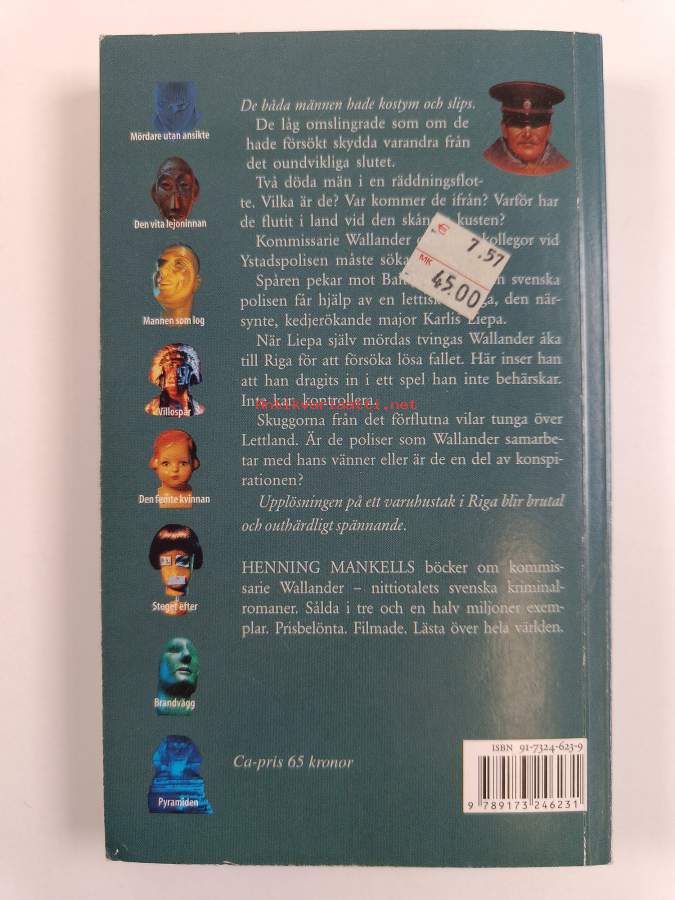 Mördare utan ansikte
Den vita lejoninnan
Mannen som log
Villospår
Den femte kvinnan
Steget efter
Brandvägg
Pyramiden
De båda männen hade kostym och slips.
De låg omslingrade som om de
hade försökt skydda varandra från
det oundvikliga slutet.
Två döda män i en räddningsflot-
te. Vilka är de? Var kommer de ifrån? Varför har
de flutit i land vid den skånska kusten?
Kommissarie Wallander kollegor vid
Ystadspolisen måste söka
Spåren pekar mot svenska
polisen får hjälp av en lettisk den när-
synte, kedjerökande major Karlis Liepa.
När Liepa själv mördas tvingas Wallander åka
till Riga för att försöka lösa fallet. Här inser han
att han dragits in i ett spel han inte behärskar.
Inte kan kontrollera.
Skuggorna från det förflutna vilar tunga över
Lettland. Är de poliser som Wallander samarbe-
tar med hans vänner eller är de en del av konspi-
rationen?
Upplösningen på ett varuhustak i Riga blir brutal
och outhärdligt spännande.
HENNING MANKELLS böcker om kommis-
sarie Wallander – nittiotalets svenska kriminal-
romaner. Sålda i tre och en halv miljoner exem-
plar. Prisbelönta. Filmade. Lästa över hela världen.
€ 7.57
MK 45.00
Antikvariaatti.net
Ca-pris 65 kronor
ISBN 91-7324-623-9
9 789173 246231